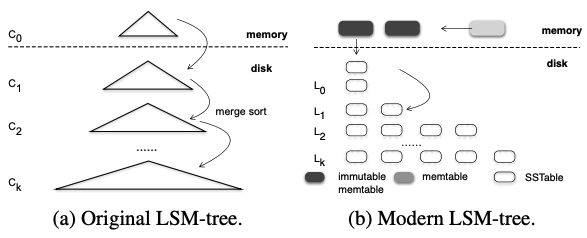 C0
memory
disk
C1
merge sort
C2
......
Ck
(a) Original LSM-tree.
memory
disk
L0
L1
L2
......
Lk
immutable
memtable
memtable
SSTable
(b) Modern LSM-tree.